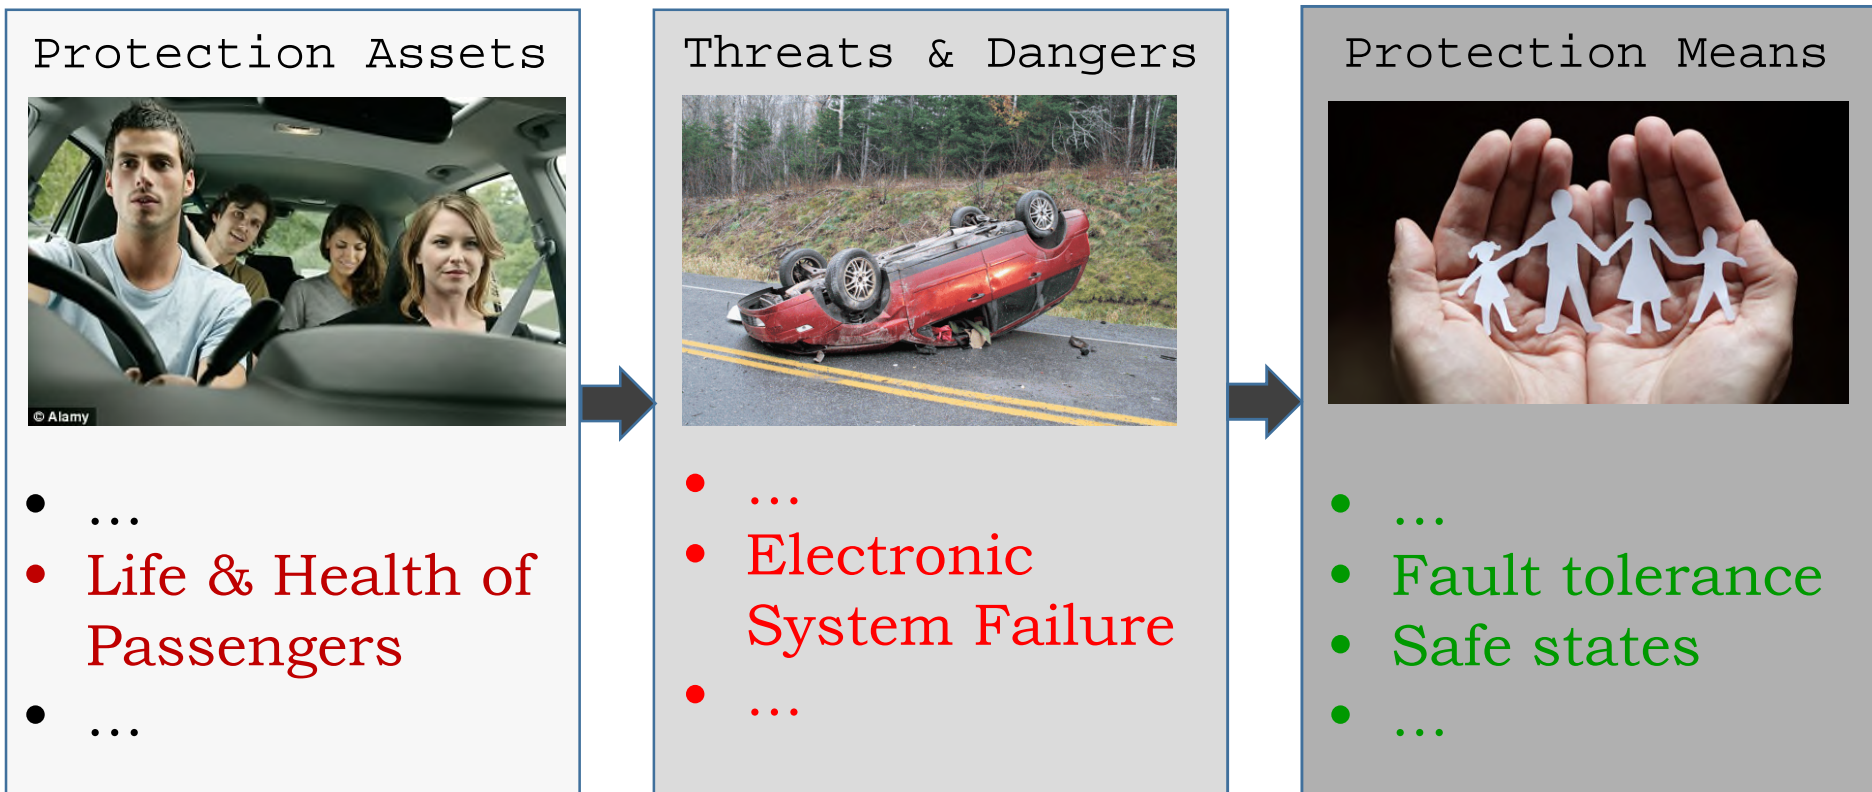 Protection Assets
© Alamy
• ...
• Life & Health of
Passengers
• ...
Threats & Dangers
• ...
• Electronic
System Failure
• ...
Protection Means
• ...
• Fault tolerance
• Safe states
• ...